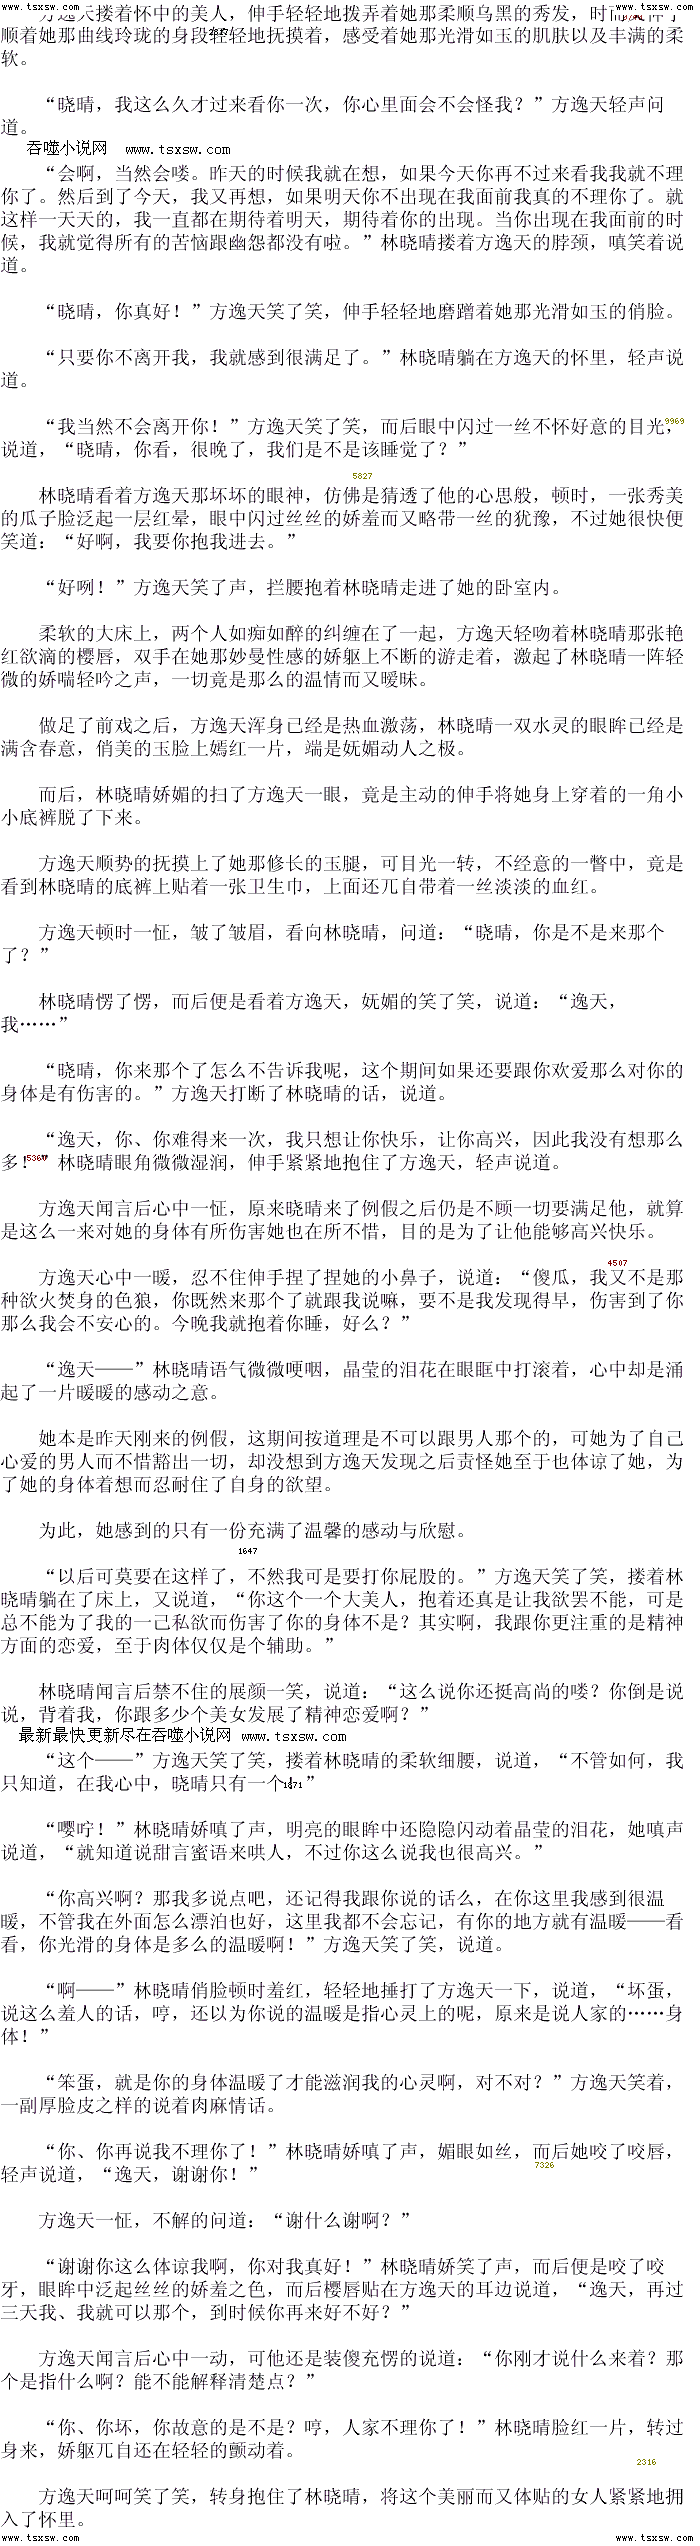 www.tsxsw.com www.tsxsw.com
方逸天搂着怀中的美人，伸手轻轻地拨弄着她那柔顺乌黑的秀发，时而
顺着她那曲线玲珑的身段轻轻地抚摸着，感受着她那光滑如玉的肌肤以及丰满的柔
软。
“晓晴，我这么久才过来看你一次，你心里面会不会怪我？”方逸天轻声问
道。
吞噬小说网 www.tsxsw.com
“会啊，当然会喽。昨天的时候我就在想，如果今天你再不过来看我我就不理
你了。然后到了今天，我又再想，如果明天你不出现在我面前我真的不理你了。就
这样一天天的，我一直都在期待着明天，期待着你的出现。当你出现在我面前的时
候，我就觉得所有的苦恼跟幽怨都没有啦。”林晓晴搂着方逸天的脖颈，嗔笑着说
道。
“晓晴，你真好！”方逸天笑了笑，伸手轻轻地磨蹭着她那光滑如玉的俏脸。
“只要你不离开我，我就感到很满足了。”林晓晴躺在方逸天的怀里，轻声说
道。
“我当然不会离开你！”方逸天笑了笑，而后眼中闪过一丝不怀好意的目光，
9969
说道，“晓晴，你看，很晚了，我们是不是该睡觉了？”
5827
林晓晴看着方逸天那坏坏的眼神，仿佛是猜透了他的心思般，顿时，一张秀美
的瓜子脸泛起一层红晕，眼中闪过丝丝的娇羞而又略带一丝的犹豫，不过她很快便
笑道：“好啊，我要你抱我进去。”
“好咧！”方逸天笑了声，拦腰抱着林晓晴走进了她的卧室内。
柔软的大床上，两个人如痴如醉的纠缠在了一起，方逸天轻吻着林晓晴那张艳
红欲滴的樱唇，双手在她那妙曼性感的娇躯上不断的游走着，激起了林晓晴一阵轻
微的娇喘轻吟之声，一切竟是那么的温情而又暧昧。
做足了前戏之后，方逸天浑身已经是热血激荡，林晓晴一双水灵的眼眸已经是
满含春意，俏美的玉脸上嫣红一片，端是妩媚动人之极。
而后，林晓晴娇媚的扫了方逸天一眼，竟是主动的伸手将她身上穿着的一角小
小底裤脱了下来。
方逸天顺势的抚摸上了她那修长的玉腿，可目光一转，不经意的一瞥中，竟是
看到林晓晴的底裤上贴着一张卫生巾，上面还兀自带着一丝淡淡的血红。
方逸天顿时一怔，皱了皱眉，看向林晓晴，问道：“晓晴，你是不是来那个
了？”
林晓晴愣了愣，而后便是看着方逸天，妩媚的笑了笑，说道：“逸天，
我……”
“晓晴，你来那个了怎么不告诉我呢，这个期间如果还要跟你欢爱那么对你的
身体是有伤害的。”方逸天打断了林晓晴的话，说道。
“逸天，你、你难得来一次，我只想让你快乐，让你高兴，因此我没有想那么
多！”林晓晴眼角微微湿润，伸手紧紧地抱住了方逸天，轻声说道。
方逸天闻言后心中一怔，原来晓晴来了例假之后仍是不顾一切要满足他，就算
是这么一来对她的身体有所伤害她也在所不惜，目的是为了让他能够高兴快乐。
4507
方逸天心中一暖，忍不住伸手捏了捏她的小鼻子，说道：“傻瓜，我又不是那
种欲火焚身的色狼，你既然来那个了就跟我说嘛，要不是我发现得早，伤害到了你
那么我会不安心的。今晚我就抱着你睡，好么？”
“逸天——”林晓晴语气微微哽咽，晶莹的泪花在眼眶中打滚着，心中却是涌
起了一片暖暖的感动之意。
她本是昨天刚来的例假，这期间按道理是不可以跟男人那个的，可她为了自己
心爱的男人而不惜豁出一切，却没想到方逸天发现之后责怪她至于也体谅了她，为
了她的身体着想而忍耐住了自身的欲望。
为此，她感到的只有一份充满了温馨的感动与欣慰。
1647
“以后可莫要在这样了，不然我可是要打你屁股的。”方逸天笑了笑，搂着林
晓晴躺在了床上，又说道，“你这个一个大美人，抱着还真是让我欲罢不能，可是
总不能为了我的一己私欲而伤害了你的身体不是？其实啊，我跟你更注重的是精神
方面的恋爱，至于肉体仅仅是个辅助。”
林晓晴闻言后禁不住的展颜一笑，说道：“这么说你还挺高尚的喽？你倒是说
说，背着我，你跟多少个美女发展了精神恋爱啊？”
最新最快更新尽在吞噬小说网 www.tsxsw.com
“这个——”方逸天笑了笑，搂着林晓晴的柔软细腰，说道，“不管如何，我
只知道，在我心中，晓晴只有一个。”
“嘤咛！”林晓晴娇嗔了声，明亮的眼眸中还隐隐闪动着晶莹的泪花，她嗔声
说道，“就知道说甜言蜜语来哄人，不过你这么说我也很高兴。”
“你高兴啊？那我多说点吧，还记得我跟你说的话么，在你这里我感到很温
暖，不管我在外面怎么漂泊也好，这里我都不会忘记，有你的地方就有温暖——看
看，你光滑的身体是多么的温暖啊！”方逸天笑了笑，说道。
“啊——”林晓晴俏脸顿时羞红，轻轻地捶打了方逸天一下，说道，“坏蛋，
说这么羞人的话，哼，还以为你说的温暖是指心灵上的呢，原来是说人家的……身
体！”
“笨蛋，就是你的身体温暖了才能滋润我的心灵啊，对不对？”方逸天笑着，
一副厚脸皮之样的说着肉麻情话。
“你、你再说我不理你了！”林晓晴娇嗔了声，媚眼如丝，而后她咬了咬唇，
轻声说道，“逸天，谢谢你！”
7326
方逸天一怔，不解的问道：“谢什么谢啊？”
“谢谢你这么体谅我啊，你对我真好！”林晓晴娇笑了声，而后便是咬了咬
牙，眼眸中泛起丝丝的娇羞之色，而后樱唇贴在方逸天的耳边说道，“逸天，再过
三天我、我就可以那个，到时候你再来好不好？”
方逸天闻言后心中一动，可他还是装傻充愣的说道：“你刚才说什么来着？那
个是指什么啊？能不能解释清楚点？”
“你、你坏，你故意的是不是？哼，人家不理你了！”林晓晴脸红一片，转过
身来，娇躯兀自还在轻轻的颤动着。
2316
方逸天呵呵笑了笑，转身抱住了林晓晴，将这个美丽而又体贴的女人紧紧地拥
入了怀里。
www.tsxsw.com www.tsxsw.com